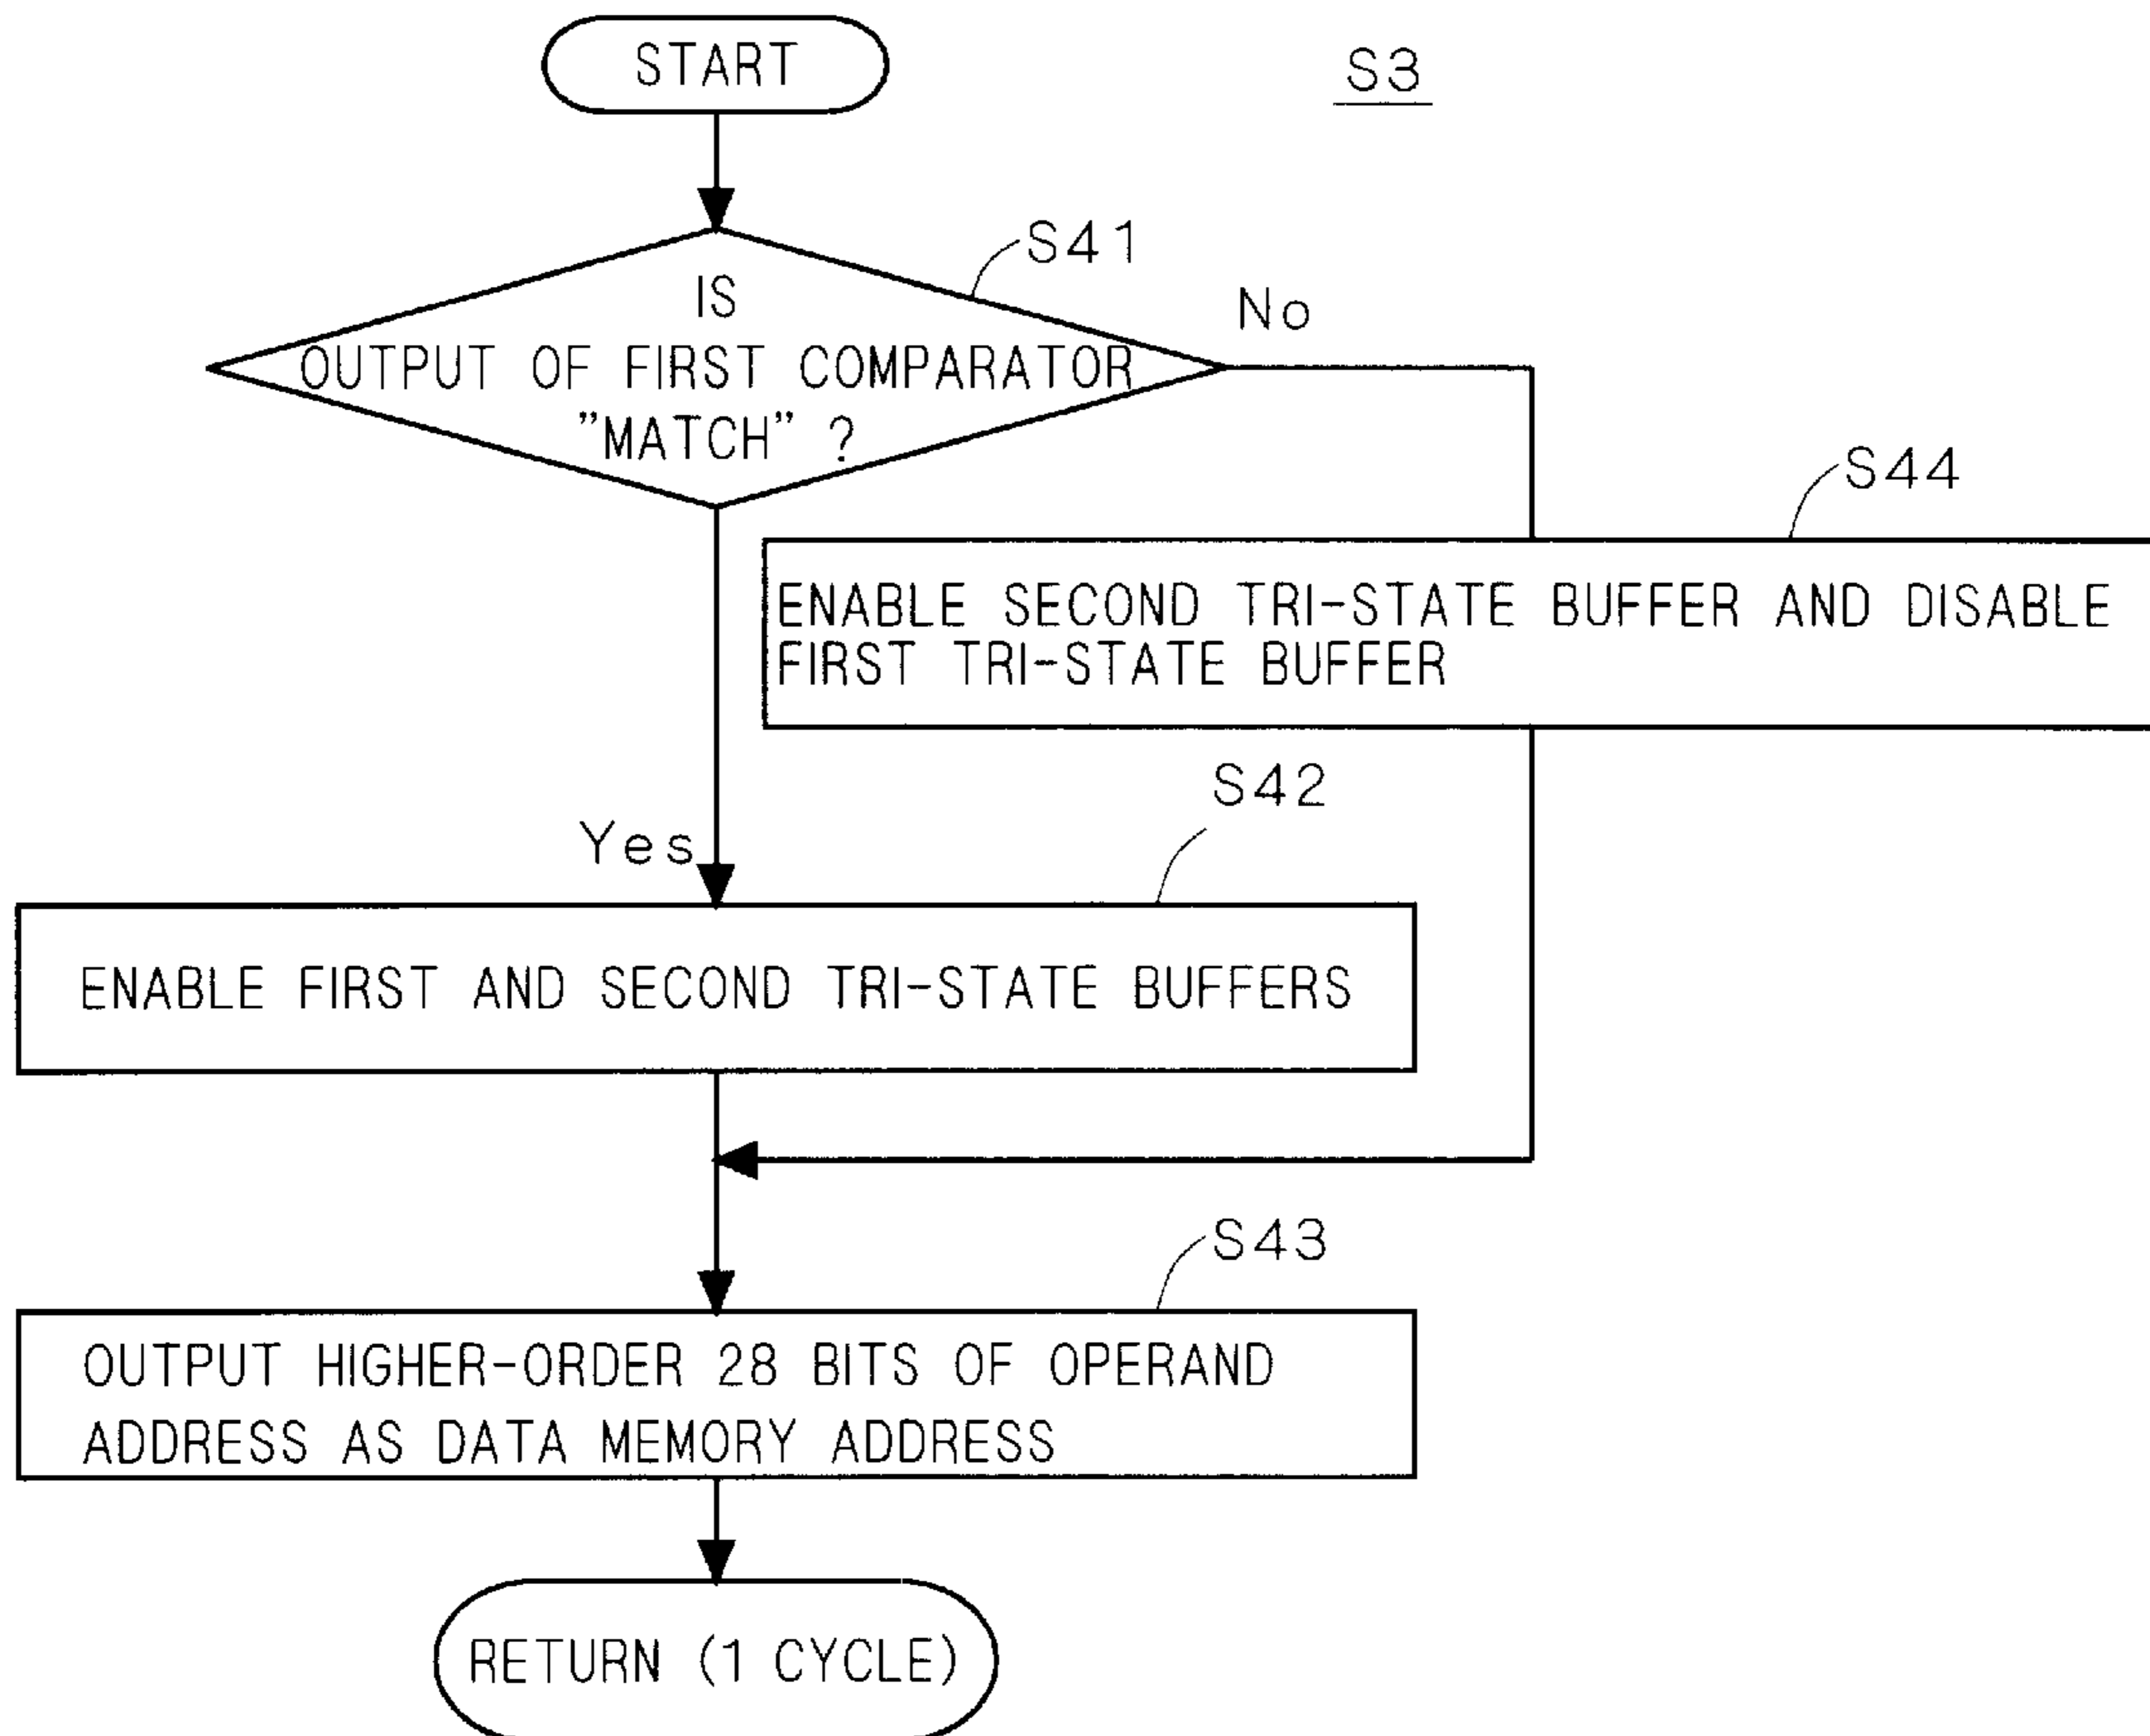 START
S3
S41
IS
OUTPUT OF FIRST COMPARATOR
"MATCH" ?
No
S44
ENABLE SECOND TRI-STATE BUFFER AND DISABLE
FIRST TRI-STATE BUFFER
S42
Yes
ENABLE FIRST AND SECOND TRI-STATE BUFFERS
S43
OUTPUT HIGHER-ORDER 28 BITS OF OPERAND
ADDRESS AS DATA MEMORY ADDRESS
RETURN (1 CYCLE)